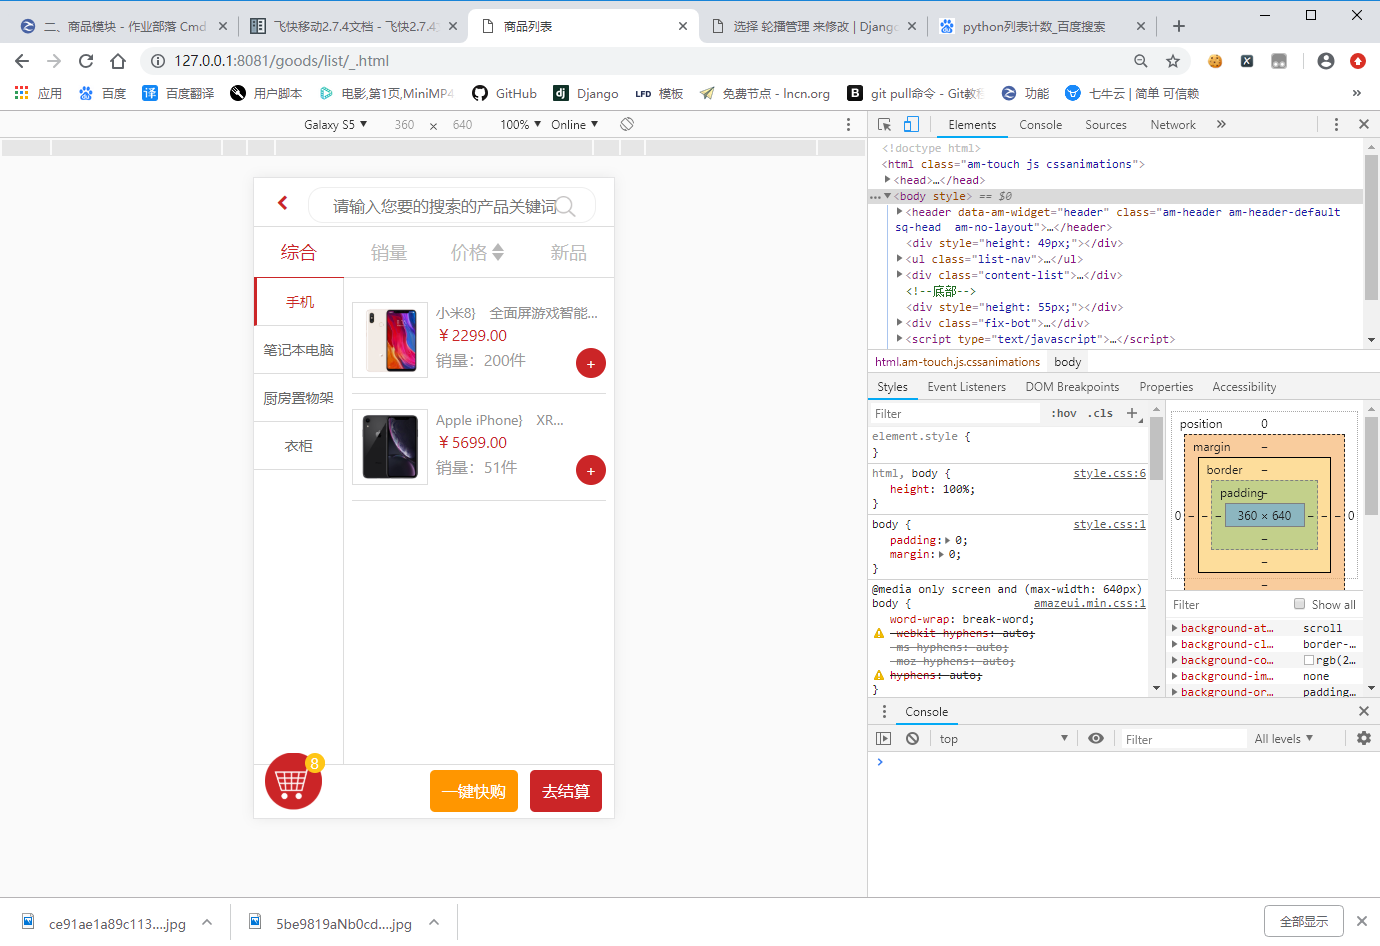 二、商品模块 - 作业部落 Cmd
飞快移动2.7.4文档 - 飞快2.7.4
商品列表
选择 轮播管理 来修改 | Django
python列表计数_百度搜索
127.0.0.1:8081/goods/list/_.html
应用
百度
译
百度翻译
用户脚本
电影,第1页,MiniMP4
GitHub
dj
Django
LFD
模板
免费节点 - lncn.org
B
git pull命令 - Git教程
功能
七牛云 | 简单 可信赖
»
Galaxy S5 ▼ 360 × 640 100% ▼ Online ▼
请输入您要的搜索的产品关键词
综合 销量 价格 新品
手机
笔记本电脑
厨房置物架
衣柜
小米8} 全面屏游戏智能...
￥2299.00
销量：200件
+
Apple iPhone} XR...
￥5699.00
销量：51件
+
8
一键快购
去结算
Elements Console Sources Network »
<!doctype html>
<html class="am-touch js cssanimations">
<head>…</head>
…▼<body style> == $0
<header data-am-widget="header" class="am-header am-header-default
sq-head  am-no-layout">…</header>
<div style="height: 49px;"></div>
<ul class="list-nav">…</ul>
<div class="content-list">…</div>
<!--底部-->
<div style="height: 55px;"></div>
<div class="fix-bot">…</div>
<script type="text/javascript">…</script>
html.am-touch.js.cssanimations body
Styles Event Listeners DOM Breakpoints Properties Accessibility
Filter :hov .cls +
element.style {
}
html, body { style.css:6
height: 100%;
}
body { style.css:1
padding: 0;
margin: 0;
}
@media only screen and (max-width: 640px)
body { amazeui.min.css:1
word-wrap: break-word;
-webkit-hyphens: auto;
-ms-hyphens: auto;
-moz-hyphens: auto;
hyphens: auto;
}
position 0
margin –
border –
padding –
0 – – – 360 × 640 – – – 0
–
–
–
Filter Show all
background-at… scroll
background-cl… border-…
background-co… rgb(2…
background-im… none
background-or… padding…
Console
top ▼ Filter All levels ▼
ce91ae1a89c113....jpg
5be9819aNb0cd....jpg
全部显示